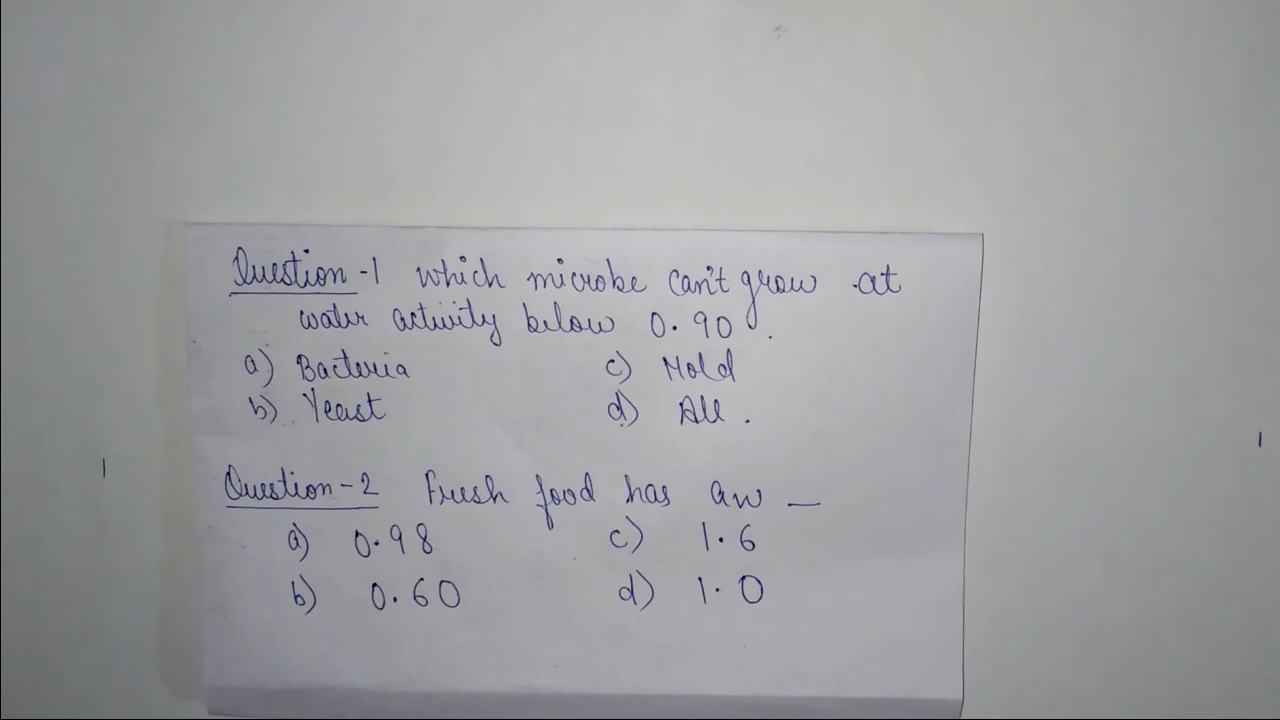 Question-1 which microbe can't grow at
water activity below 0.90.
a) Bacteria c) Mold
b) Yeast d) All.
Question-2 Fresh food has aw —
a) 0.98 c) 1.6
b) 0.60 d) 1.0